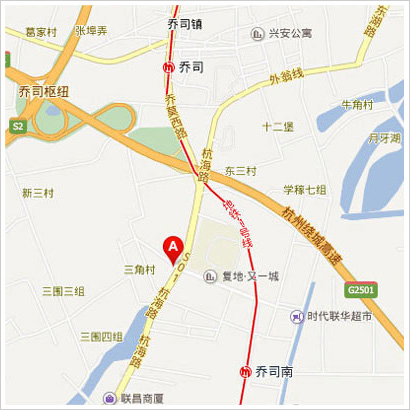 葛家村
张埠弄
乔司镇
兴安公寓
东湖路
乔司
外翁线
乔司枢纽
S2
乔莫西路
牛角村
十二堡
月牙湖
杭海路
东三村
新三村
学稼七组
地铁1号线
杭州绕城高速
A
S01
三角村
复地·又一城
G2501
三围三组
杭海路
时代联华超市
三围四组
杭海路
乔司南
联昌商厦